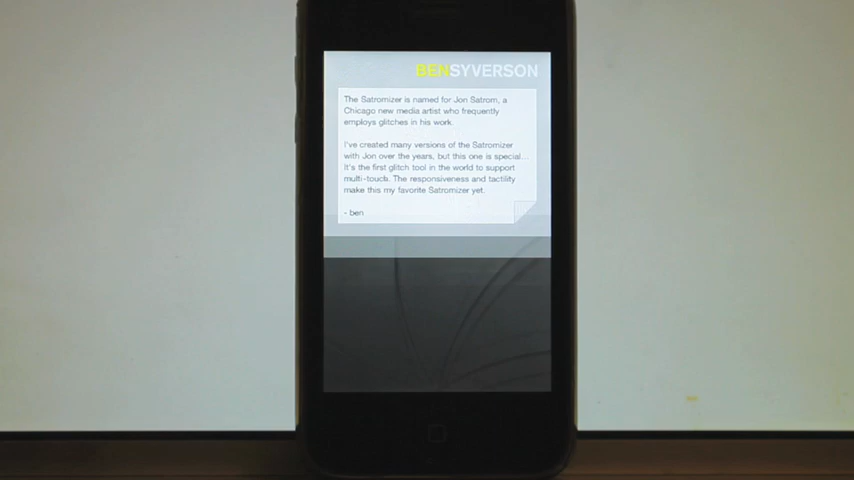 BENSYVERSON
The Satromizer is named for Jon Satrom, a
Chicago new media artist who frequently
employs glitches in his work.
I've created many versions of the Satromizer
with Jon over the years, but this one is special...
It's the first glitch tool in the world to support
multi-touch. The responsiveness and tactility
make this my favorite Satromizer yet.
- ben